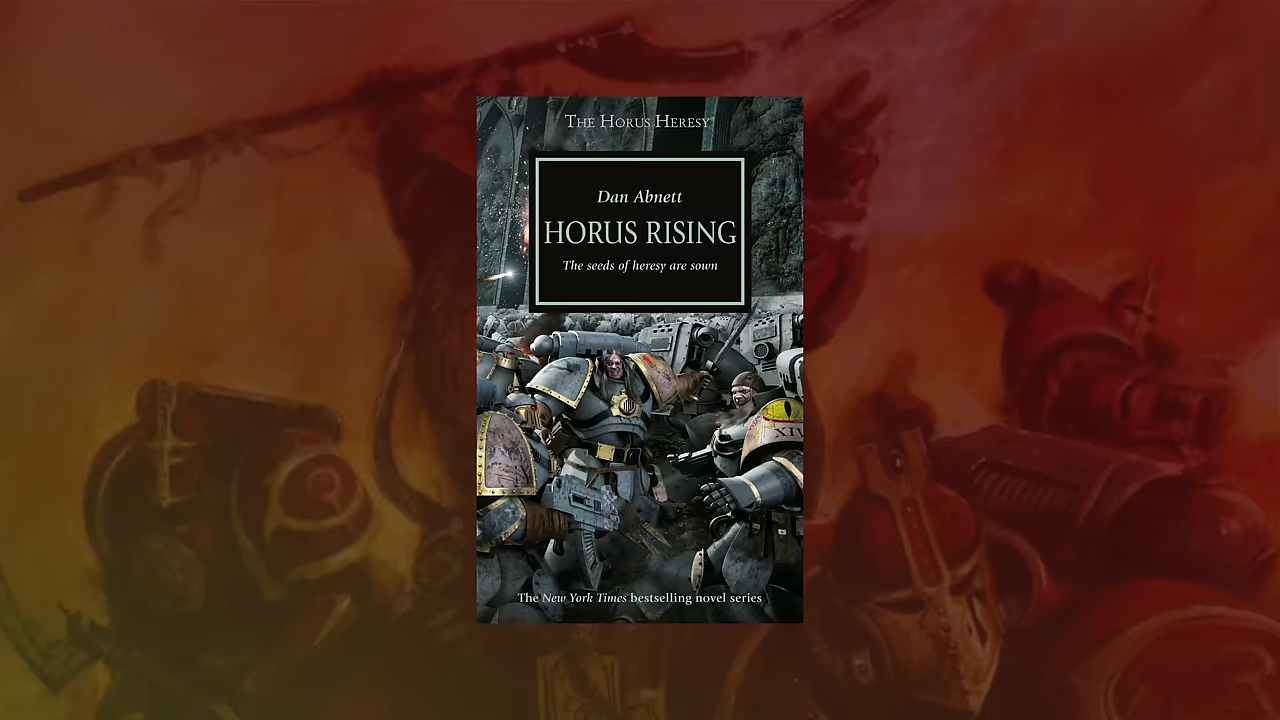 The Horus Heresy
Dan Abnett
HORUS RISING
The seeds of heresy are sown
XIV
The New York Times bestselling novel series